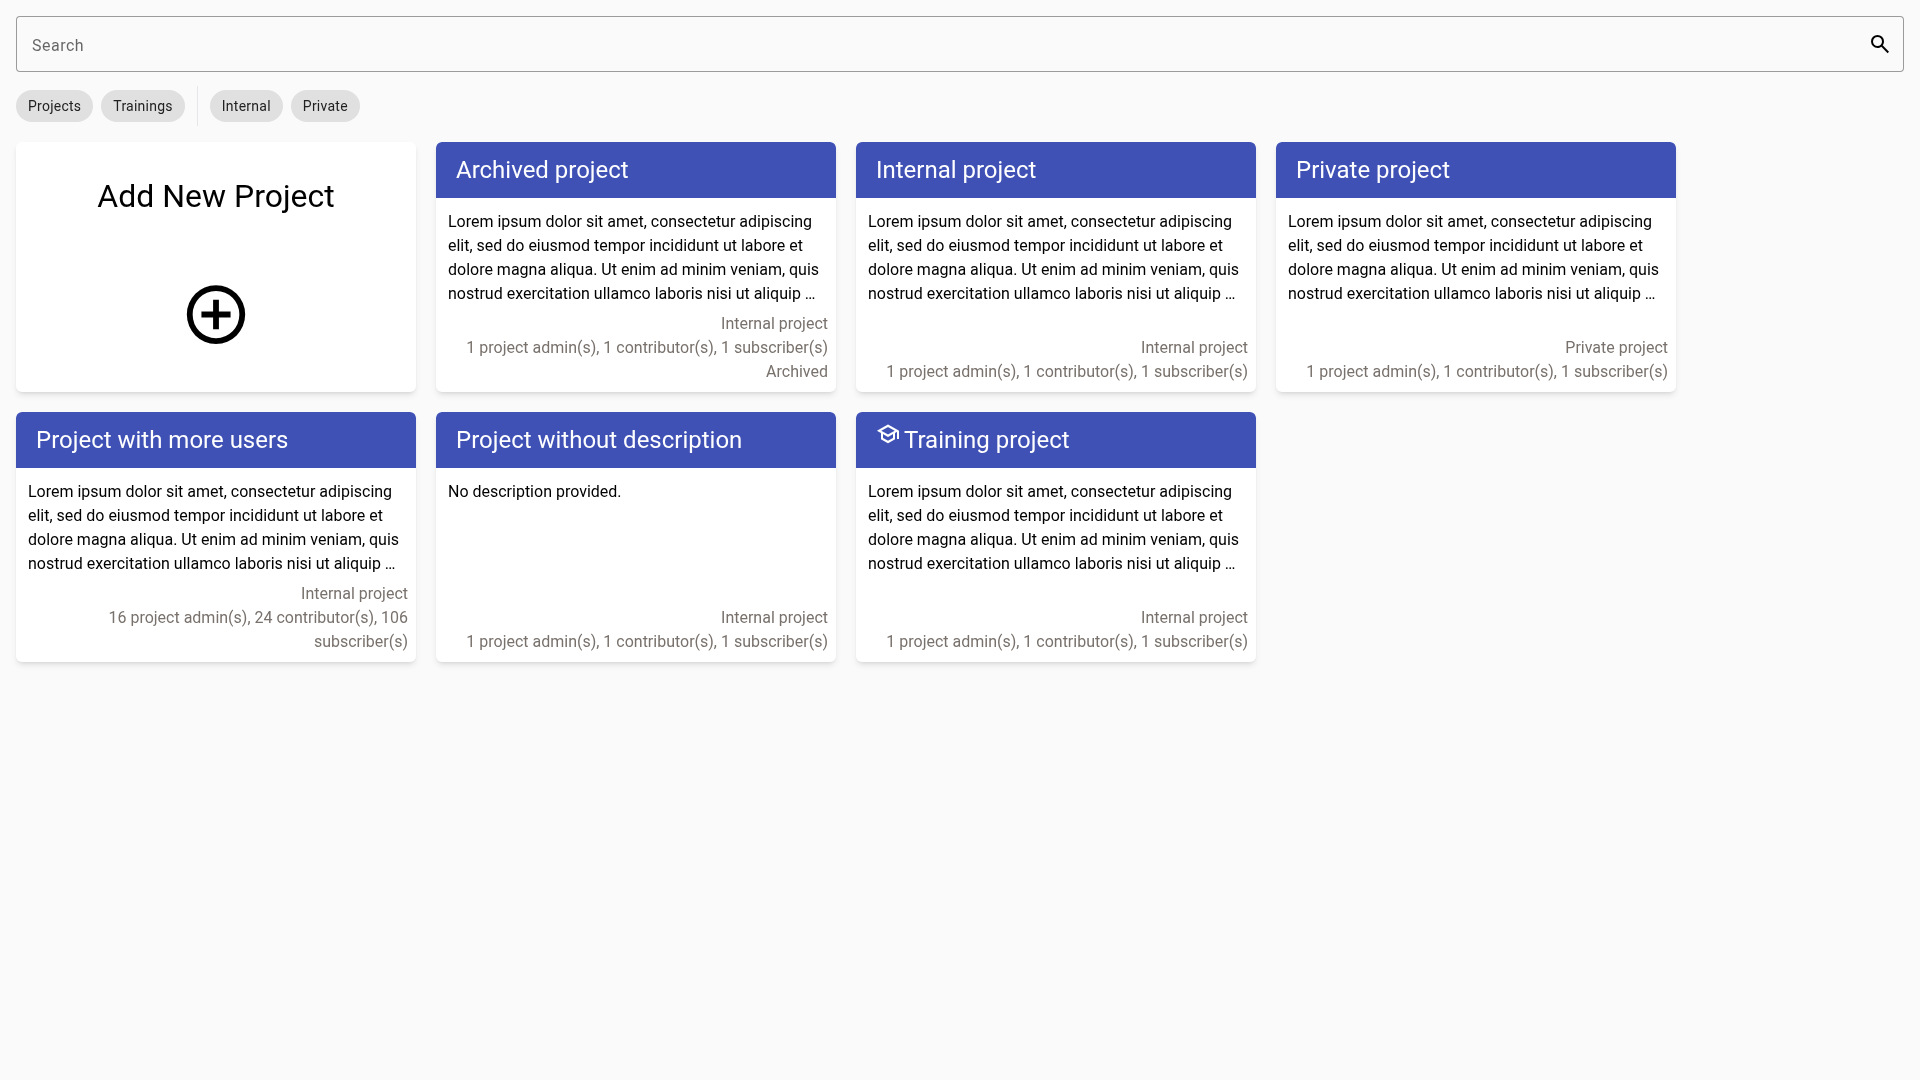 Search
Projects
Trainings
Internal
Private
Add New Project
Archived project
Lorem ipsum dolor sit amet, consectetur adipiscing
elit, sed do eiusmod tempor incididunt ut labore et
dolore magna aliqua. Ut enim ad minim veniam, quis
nostrud exercitation ullamco laboris nisi ut aliquip ...
Internal project
1 project admin(s), 1 contributor(s), 1 subscriber(s)
Archived
Internal project
Lorem ipsum dolor sit amet, consectetur adipiscing
elit, sed do eiusmod tempor incididunt ut labore et
dolore magna aliqua. Ut enim ad minim veniam, quis
nostrud exercitation ullamco laboris nisi ut aliquip ...
Internal project
1 project admin(s), 1 contributor(s), 1 subscriber(s)
Private project
Lorem ipsum dolor sit amet, consectetur adipiscing
elit, sed do eiusmod tempor incididunt ut labore et
dolore magna aliqua. Ut enim ad minim veniam, quis
nostrud exercitation ullamco laboris nisi ut aliquip ...
Private project
1 project admin(s), 1 contributor(s), 1 subscriber(s)
Project with more users
Lorem ipsum dolor sit amet, consectetur adipiscing
elit, sed do eiusmod tempor incididunt ut labore et
dolore magna aliqua. Ut enim ad minim veniam, quis
nostrud exercitation ullamco laboris nisi ut aliquip ...
Internal project
16 project admin(s), 24 contributor(s), 106
subscriber(s)
Project without description
No description provided.
Internal project
1 project admin(s), 1 contributor(s), 1 subscriber(s)
Training project
Lorem ipsum dolor sit amet, consectetur adipiscing
elit, sed do eiusmod tempor incididunt ut labore et
dolore magna aliqua. Ut enim ad minim veniam, quis
nostrud exercitation ullamco laboris nisi ut aliquip ...
Internal project
1 project admin(s), 1 contributor(s), 1 subscriber(s)